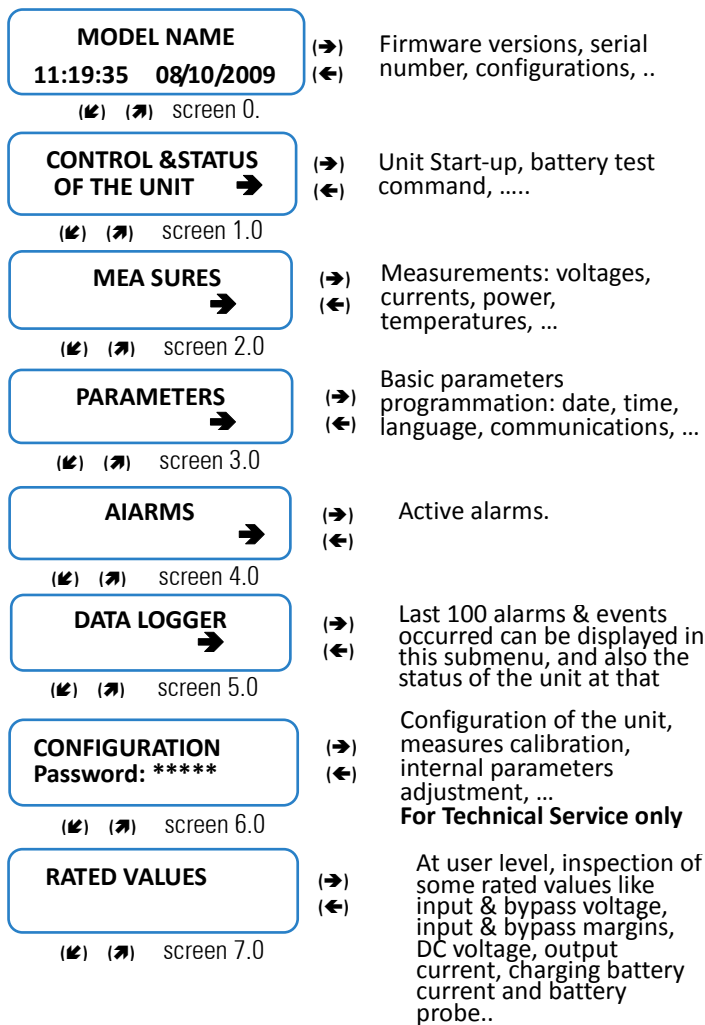 MODEL NAME
11:19:35 08/10/2009
(➔)
(←)
Firmware versions, serial
number, configurations, ..
(↙) (↗) screen 0.
CONTROL &STATUS
OF THE UNIT ➔
(➔)
(←)
Unit Start-up, battery test
command, …..
(↙) (↗) screen 1.0
MEA SURES
➔
(➔)
(←)
Measurements: voltages,
currents, power,
temperatures, …
(↙) (↗) screen 2.0
PARAMETERS
➔
(➔)
(←)
Basic parameters
programmation: date, time,
language, communications, …
(↙) (↗) screen 3.0
AIARMS
➔
(➔)
(←)
Active alarms.
(↙) (↗) screen 4.0
DATA LOGGER
➔
(➔)
(←)
Last 100 alarms & events
occurred can be displayed in
this submenu, and also the
status of the unit at that
(↙) (↗) screen 5.0
CONFIGURATION
Password: *****
(➔)
(←)
Configuration of the unit,
measures calibration,
internal parameters
adjustment, …
For Technical Service only
(↙) (↗) screen 6.0
RATED VALUES
(➔)
(←)
At user level, inspection of
some rated values like
input & bypass voltage,
input & bypass margins,
DC voltage, output
current, charging battery
current and battery
probe..
(↙) (↗) screen 7.0